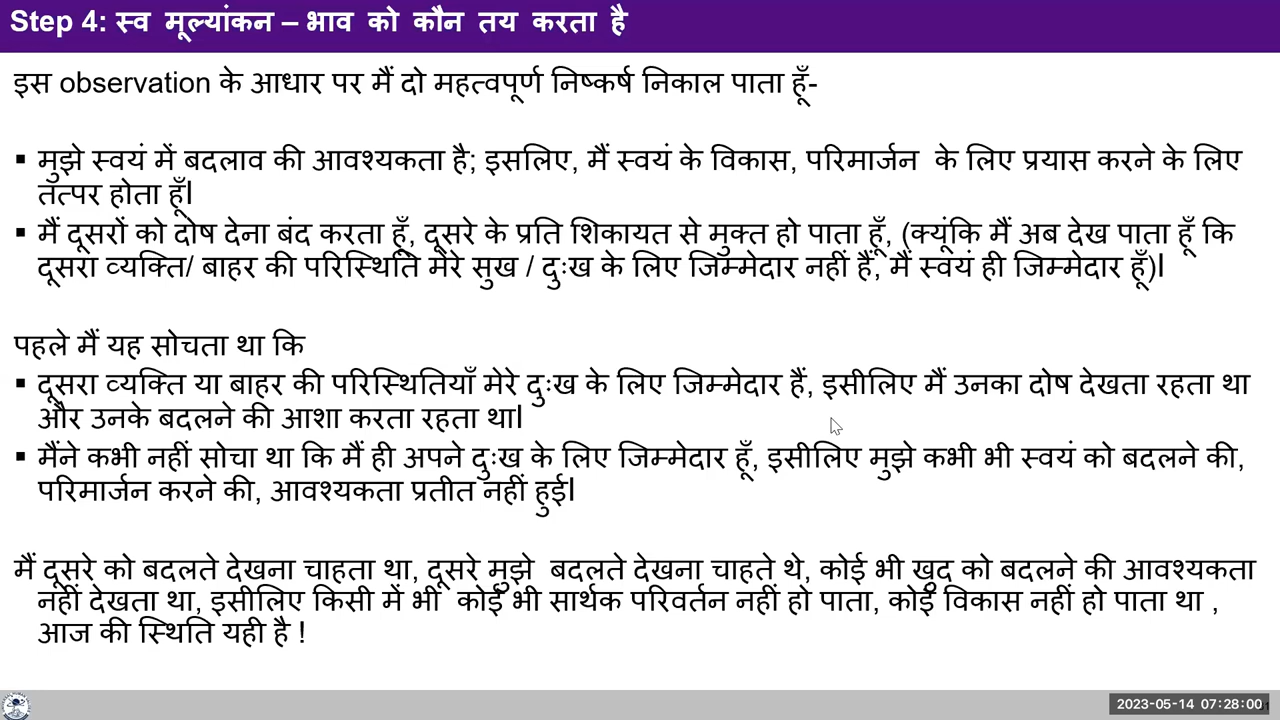 Step 4: स्व मूल्यांकन – भाव को कौन तय करता है
इस observation के आधार पर मैं दो महत्वपूर्ण निष्कर्ष निकाल पाता हूँ-
▪ मुझे स्वयं में बदलाव की आवश्यकता है; इसलिए, मैं स्वयं के विकास, परिमार्जन के लिए प्रयास करने के लिए
तत्पर होता हूँ।
▪ मैं दूसरों को दोष देना बंद करता हूँ, दूसरे के प्रति शिकायत से मुक्त हो पाता हूँ, (क्यूंकि मैं अब देख पाता हूँ कि
दूसरा व्यक्ति/ बाहर की परिस्थिति मेरे सुख / दुःख के लिए जिम्मेदार नहीं हैं, मैं स्वयं ही जिम्मेदार हूँ)।
पहले मैं यह सोचता था कि
▪ दूसरा व्यक्ति या बाहर की परिस्थितियाँ मेरे दुःख के लिए जिम्मेदार हैं, इसीलिए मैं उनका दोष देखता रहता था
और उनके बदलने की आशा करता रहता था।
▪ मैंने कभी नहीं सोचा था कि मैं ही अपने दुःख के लिए जिम्मेदार हूँ, इसीलिए मुझे कभी भी स्वयं को बदलने की,
परिमार्जन करने की, आवश्यकता प्रतीत नहीं हुई।
मैं दूसरे को बदलते देखना चाहता था, दूसरे मुझे बदलते देखना चाहते थे, कोई भी खुद को बदलने की आवश्यकता
नहीं देखता था, इसीलिए किसी में भी कोई भी सार्थक परिवर्तन नहीं हो पाता, कोई विकास नहीं हो पाता था ,
आज की स्थिति यही है !
2023-05-14 07:28:00